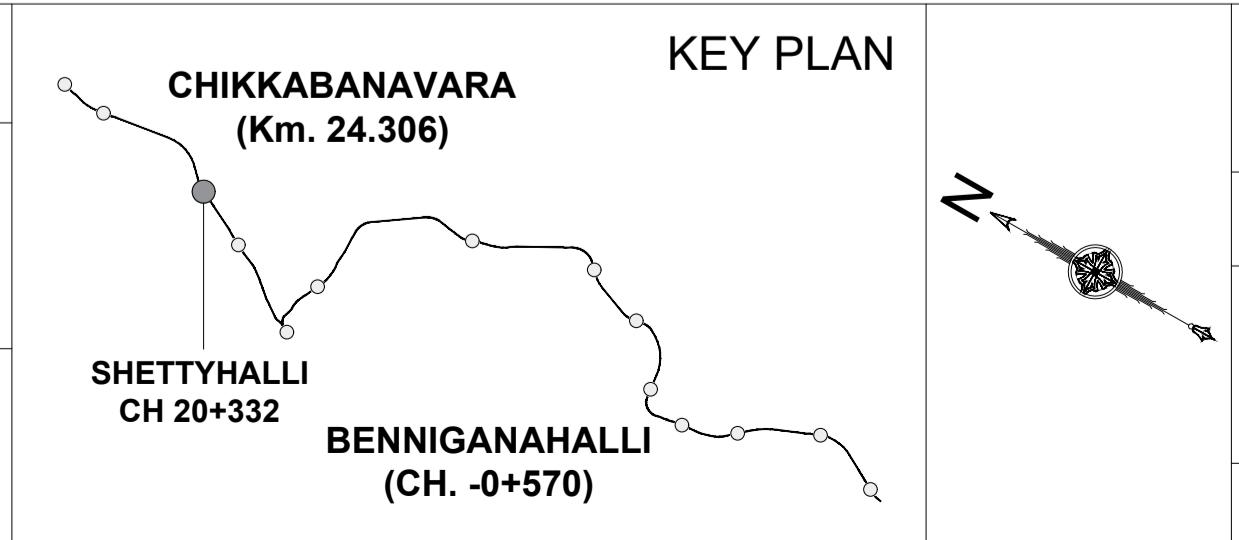 KEY PLAN
CHIKKABANAVARA
(Km. 24.306)
SHETTYHALLI
CH 20+332
BENNIGANAHALLI
(CH. -0+570)
N